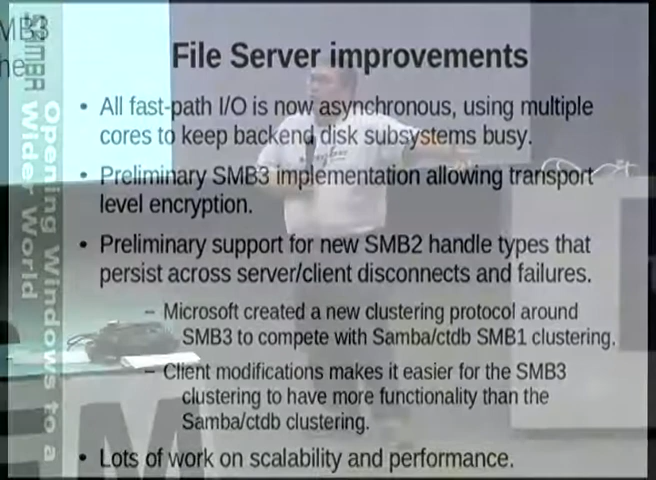 MB3
he
SAMBA
Opening Windows to a
Wider World
File Server improvements
• All fast-path I/O is now asynchronous, using multiple
cores to keep backend disk subsystems busy.
• Preliminary SMB3 implementation allowing transport
level encryption.
• Preliminary support for new SMB2 handle types that
persist across server/client disconnects and failures.
– Microsoft created a new clustering protocol around
SMB3 to compete with Samba/ctdb SMB1 clustering.
– Client modifications makes it easier for the SMB3
clustering to have more functionality than the
Samba/ctdb clustering.
• Lots of work on scalability and performance.